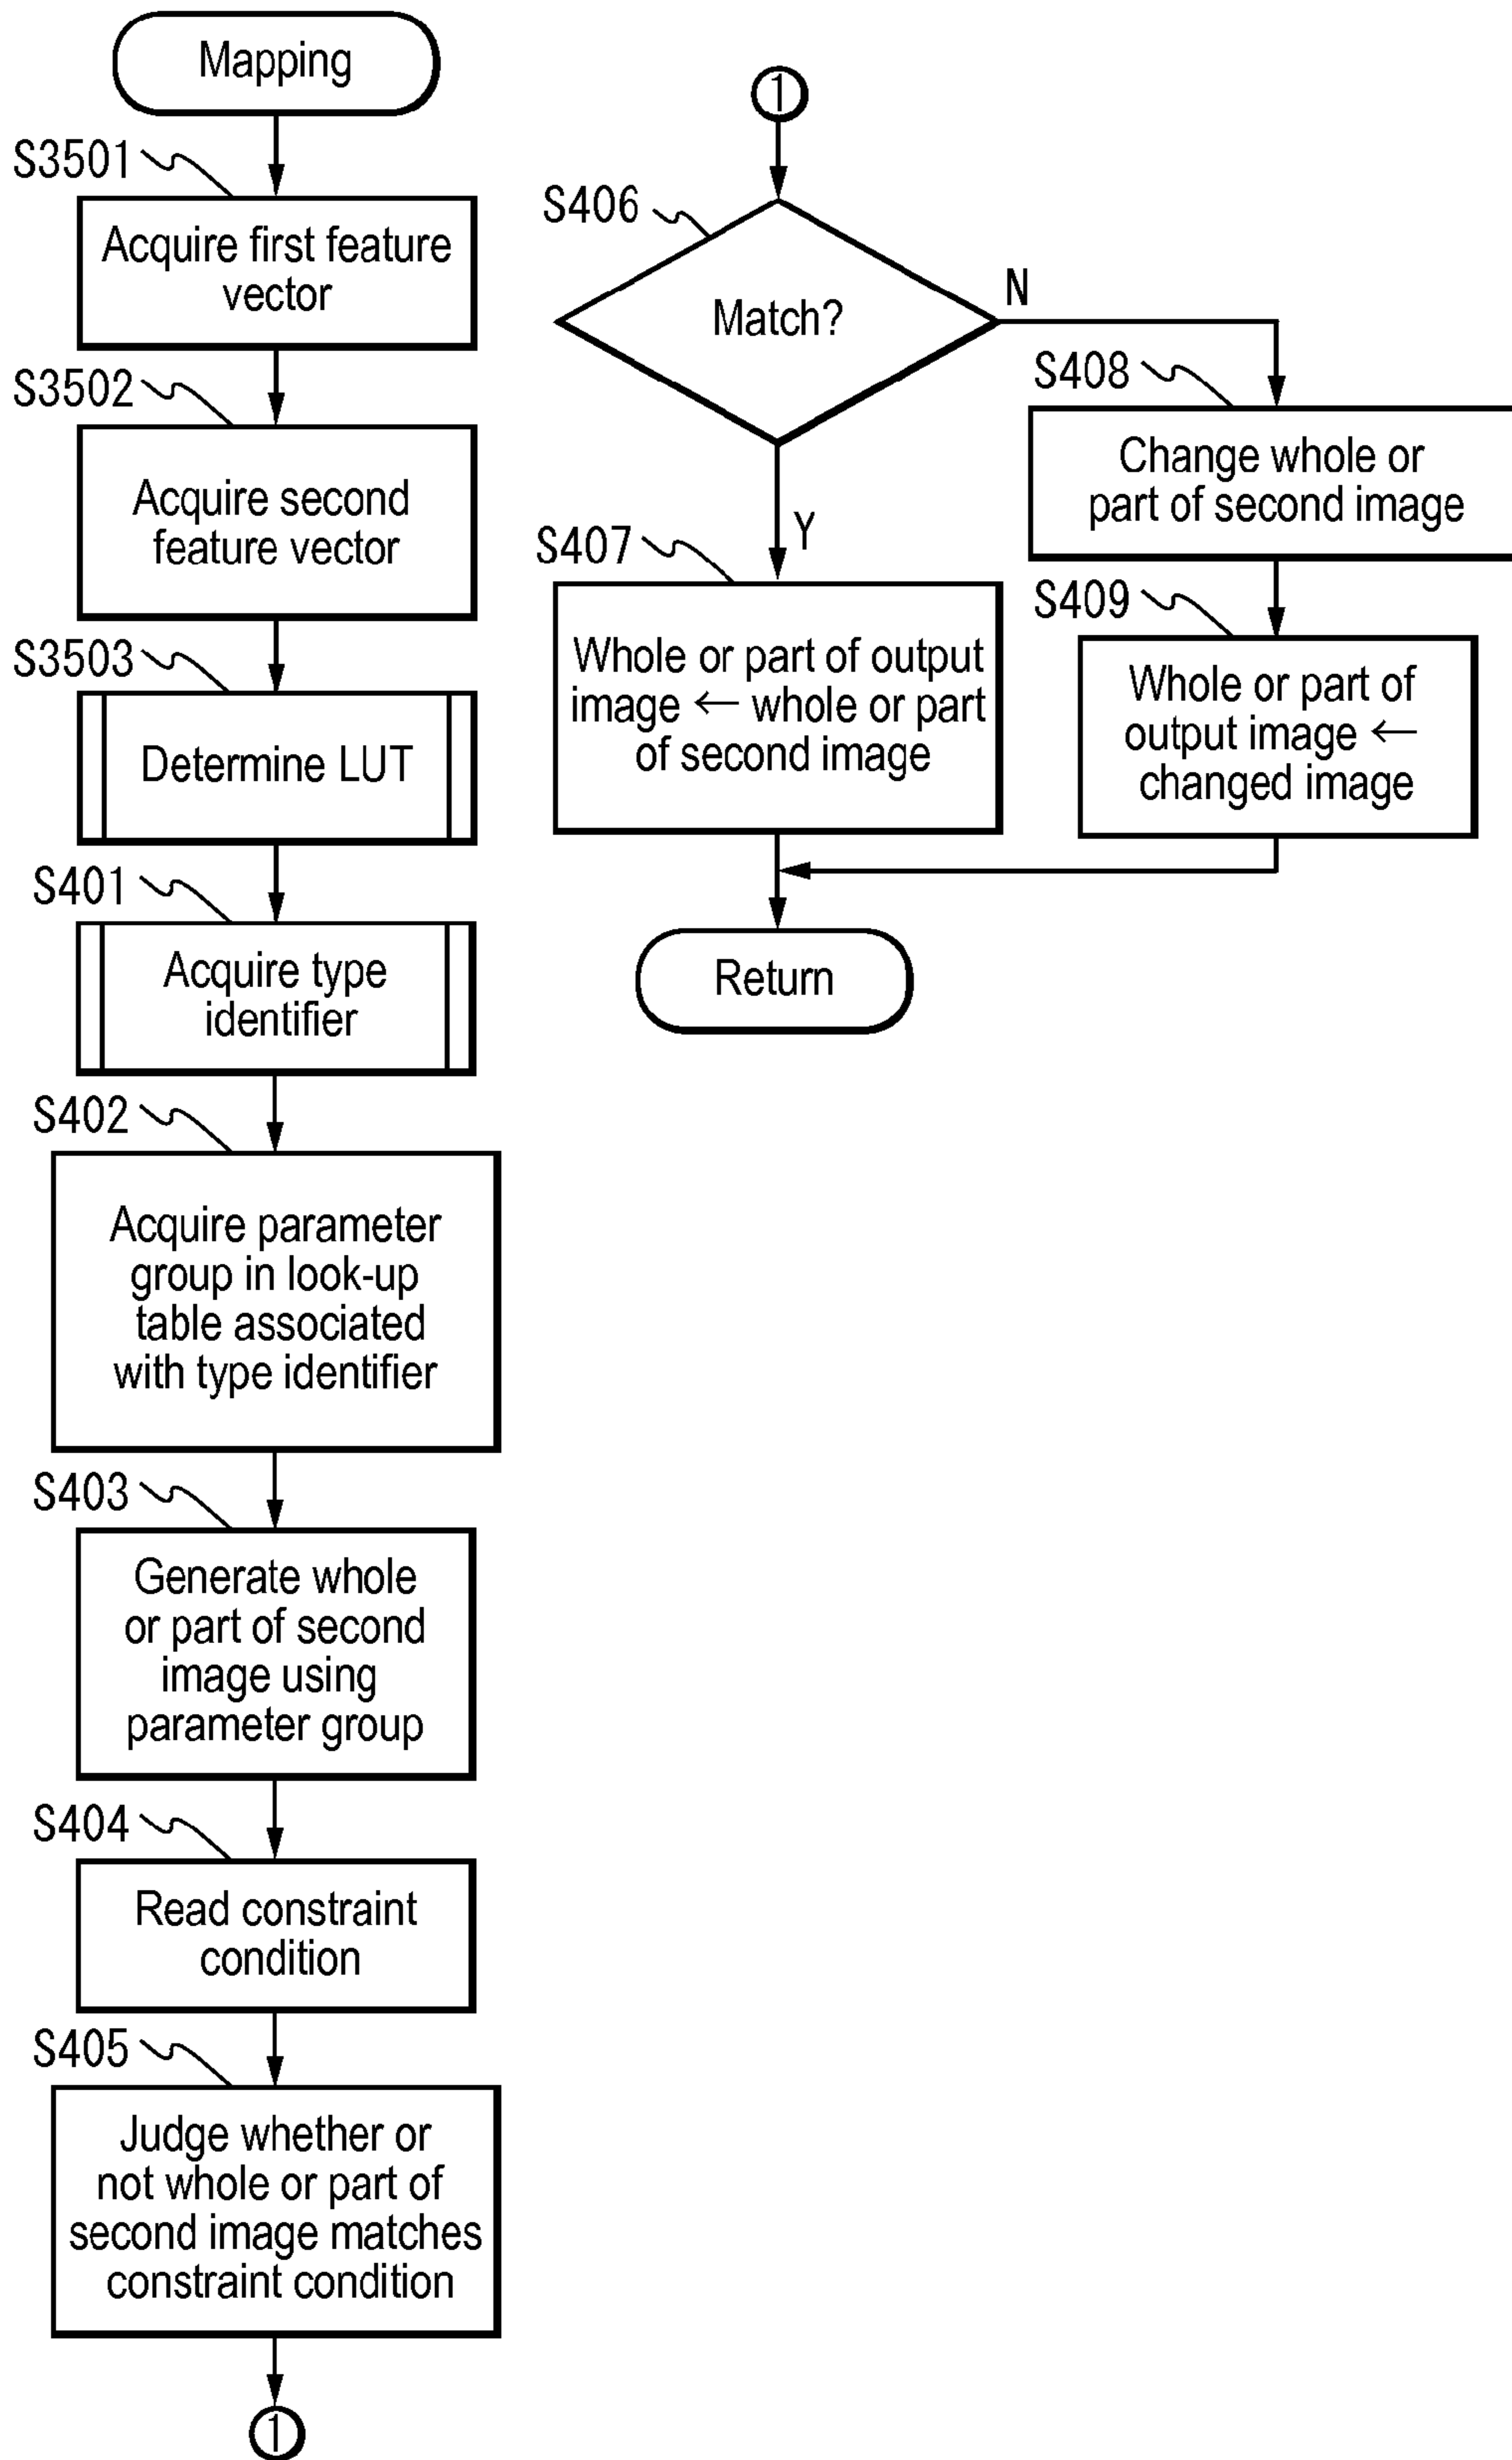 Mapping
S3501
Acquire first feature
vector
S3502
Acquire second
feature vector
S3503
Determine LUT
S401
Acquire type
identifier
S402
Acquire parameter
group in look-up
table associated
with type identifier
S403
Generate whole
or part of second
image using
parameter group
S404
Read constraint
condition
S405
Judge whether or
not whole or part of
second image matches
constraint condition
1
1
S406
Match?
N
Y
S407
Whole or part of output
image ← whole or part
of second image
S408
Change whole or
part of second image
S409
Whole or part of
output image ←
changed image
Return